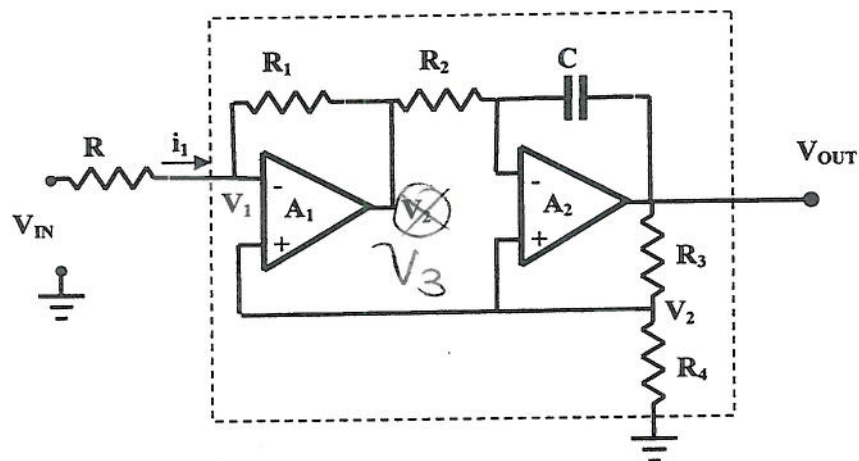 R₁
R₂
C
R
i₁
V_IN
V₁
-
A₁
+
V₂
V₃
-
A₂
+
V_OUT
R₃
V₂
R₄